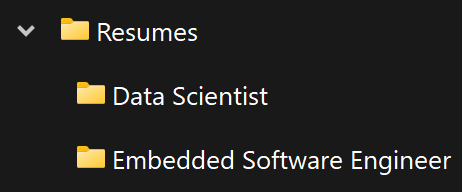 Resumes
Data Scientist
Embedded Software Engineer